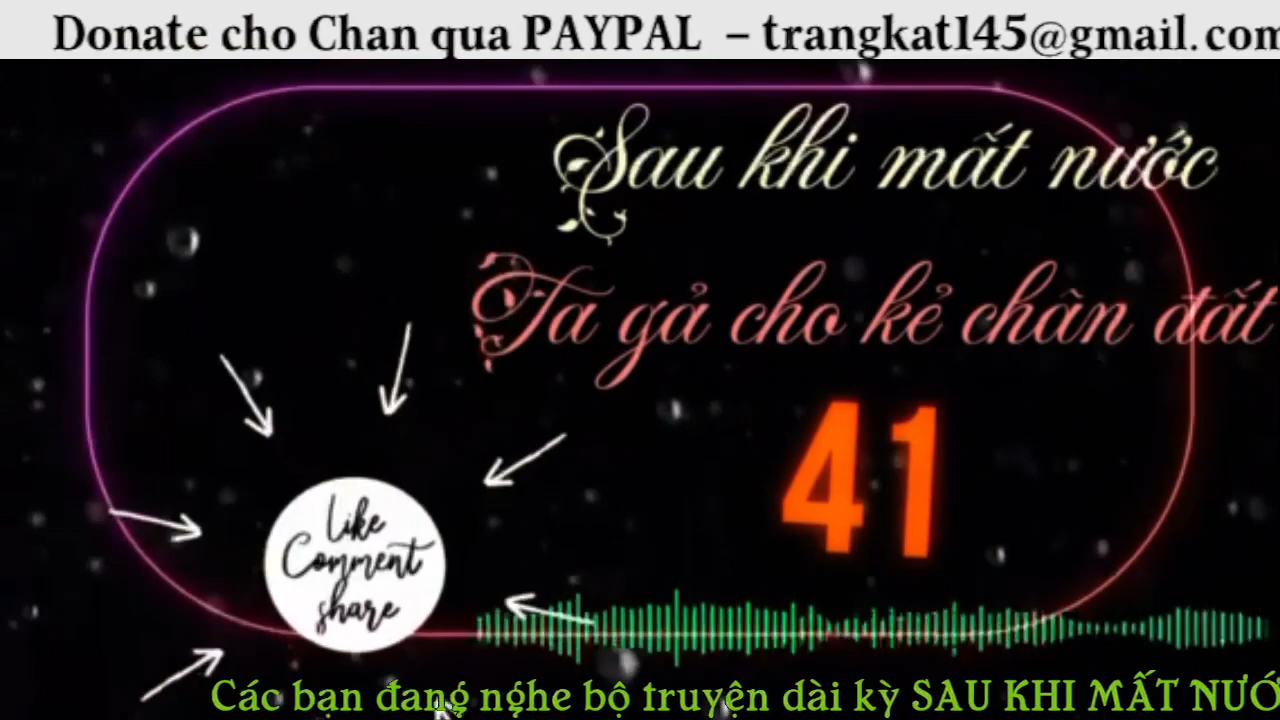 Donate cho Chan qua PAYPAL – trangkat145@gmail.com
Sau khi mất nước
Ta gả cho kẻ chân đất
41
Like
Comment
share
Các bạn đang nghe bộ truyện dài kỳ SAU KHI MẤT NƯỚ